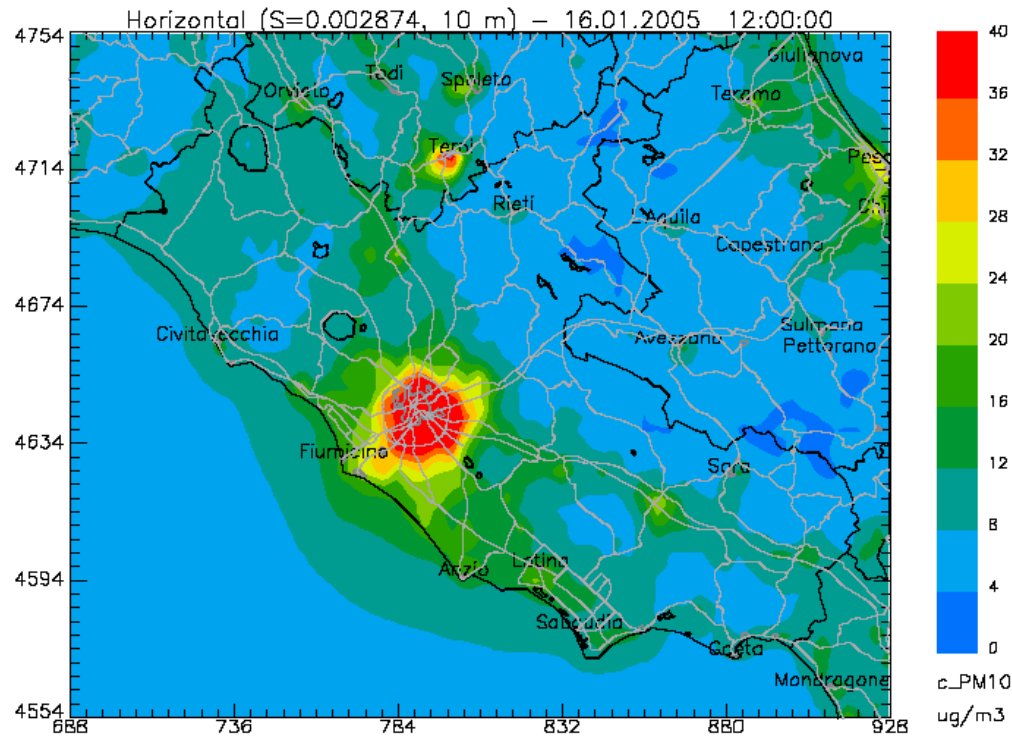 Horizontal (S=0.002874, 10 m) – 16.01.2005 12:00:00
4754
40
Giulianova
Todi
Spoleto
Orvieto
Teramo
36
Terni
Pesc
4714
32
Rieti
L'Aquila
Chi
28
Capestrano
24
4674
Civitavecchia
Sulmona
Avezzano
Pettorano
20
16
4634
Fiumicino
Sora
12
8
Latina
4594
Anzio
4
Sabaudia
Gaeta
0
Mondragone
c_PM10
4554
ug/m3
688 736 784 832 880 928